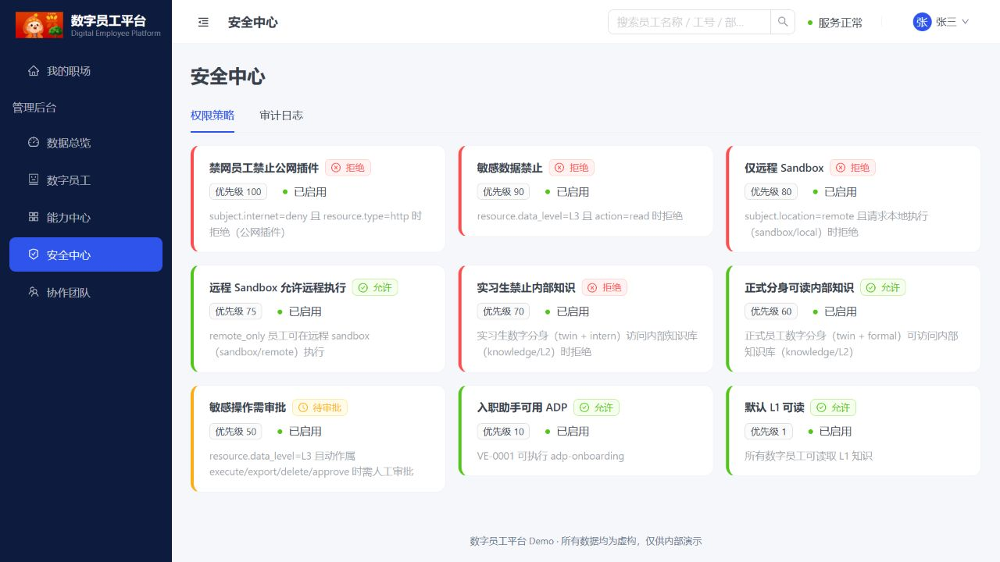 数字员工平台
Digital Employee Platform
我的职场
管理后台
数据总览
数字员工
能力中心
安全中心
协作团队
安全中心
搜索员工名称 / 工号 / 部...
服务正常
张 张三
安全中心
权限策略 审计日志
禁网员工禁止公网插件 拒绝
优先级 100 已启用
subject.internet=deny 且 resource.type=http 时
拒绝（公网插件）
敏感数据禁止 拒绝
优先级 90 已启用
resource.data_level=L3 且 action=read 时拒绝
仅远程 Sandbox 拒绝
优先级 80 已启用
subject.location=remote 且请求本地执行
（sandbox/local）时拒绝
远程 Sandbox 允许远程执行 允许
优先级 75 已启用
remote_only 员工可在远程 sandbox
（sandbox/remote）执行
实习生禁止内部知识 拒绝
优先级 70 已启用
实习生数字分身（twin + intern）访问内部知识库
（knowledge/L2）时拒绝
正式分身可读内部知识 允许
优先级 60 已启用
正式员工数字分身（twin + formal）可访问内部
知识库（knowledge/L2）
敏感操作需审批 待审批
优先级 50 已启用
resource.data_level=L3 且动作属
execute/export/delete/approve 时需人工审批
入职助手可用 ADP 允许
优先级 10 已启用
VE-0001 可执行 adp-onboarding
默认 L1 可读 允许
优先级 1 已启用
所有数字员工可读取 L1 知识
数字员工平台 Demo · 所有数据均为虚构，仅供内部演示